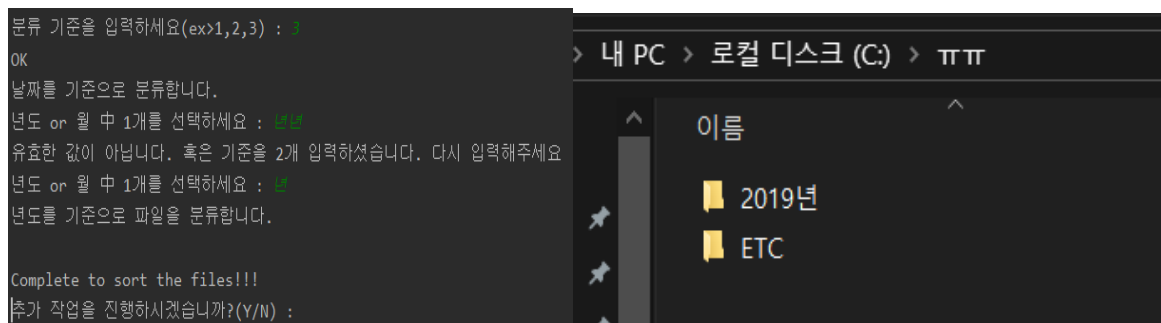 분류 기준을 입력하세요(ex>1,2,3) : 3
OK
날짜를 기준으로 분류합니다.
년도 or 월 中 1개를 선택하세요 : 년년
유효한 값이 아닙니다. 혹은 기준을 2개 입력하셨습니다. 다시 입력해주세요
년도 or 월 中 1개를 선택하세요 : 년
년도를 기준으로 파일을 분류합니다.
Complete to sort the files!!!
추가 작업을 진행하시겠습니까?(Y/N) :
내 PC > 로컬 디스크 (C:) > ㅠㅠ
이름
2019년
ETC